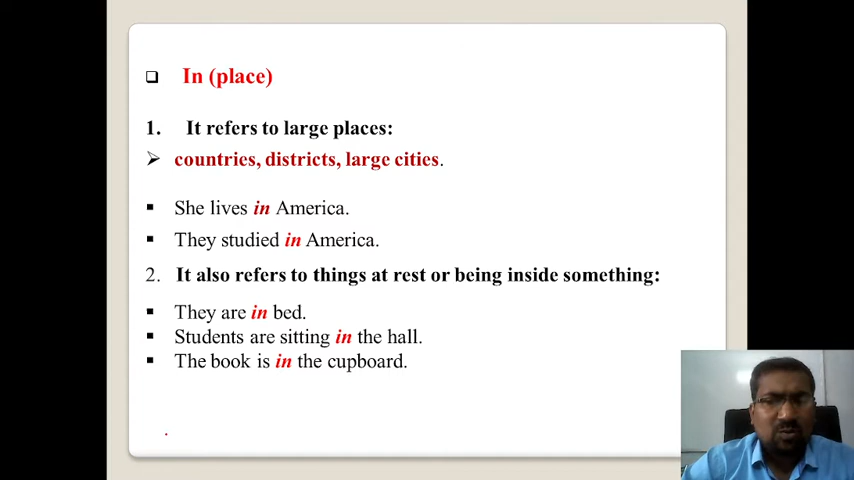 In (place)
1. It refers to large places:
countries, districts, large cities.
She lives in America.
They studied in America.
2. It also refers to things at rest or being inside something:
They are in bed.
Students are sitting in the hall.
The book is in the cupboard.